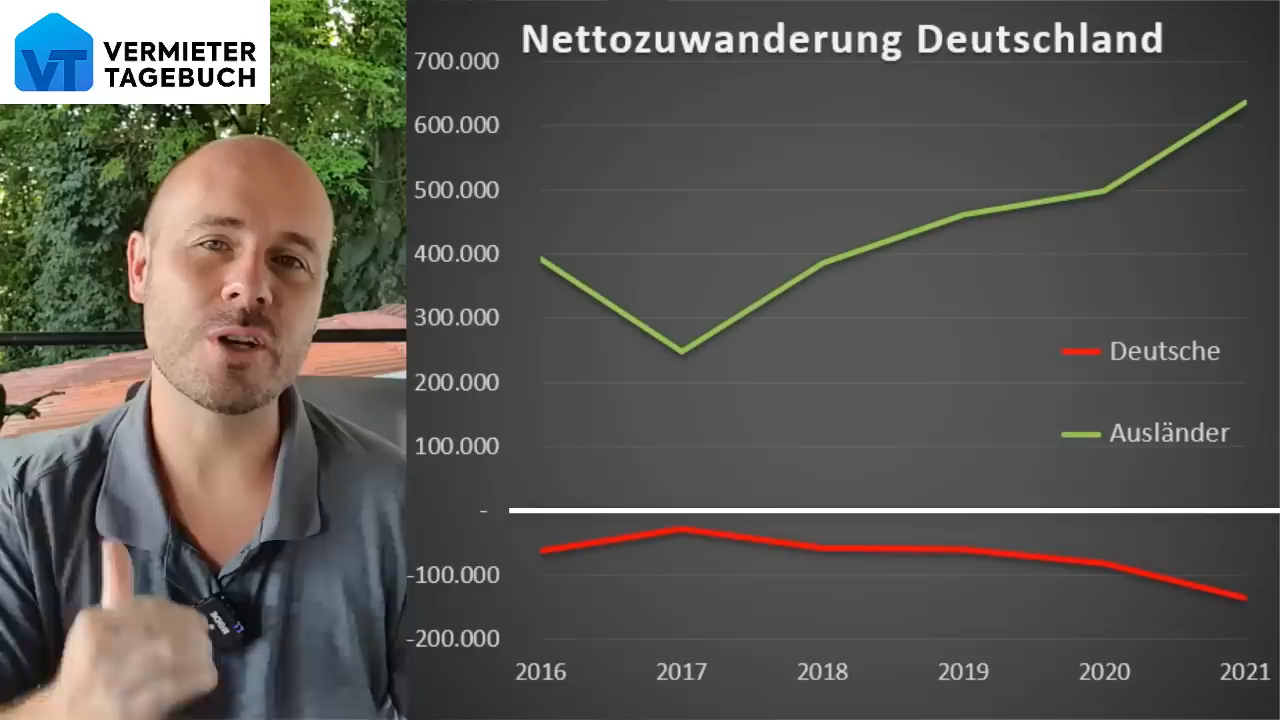 VERMIETER
TAGEBUCH
VT
Nettozuwanderung Deutschland
700.000
600.000
500.000
400.000
300.000
200.000
100.000
-
-100.000
-200.000
Deutsche
Ausländer
2016 2017 2018 2019 2020 2021